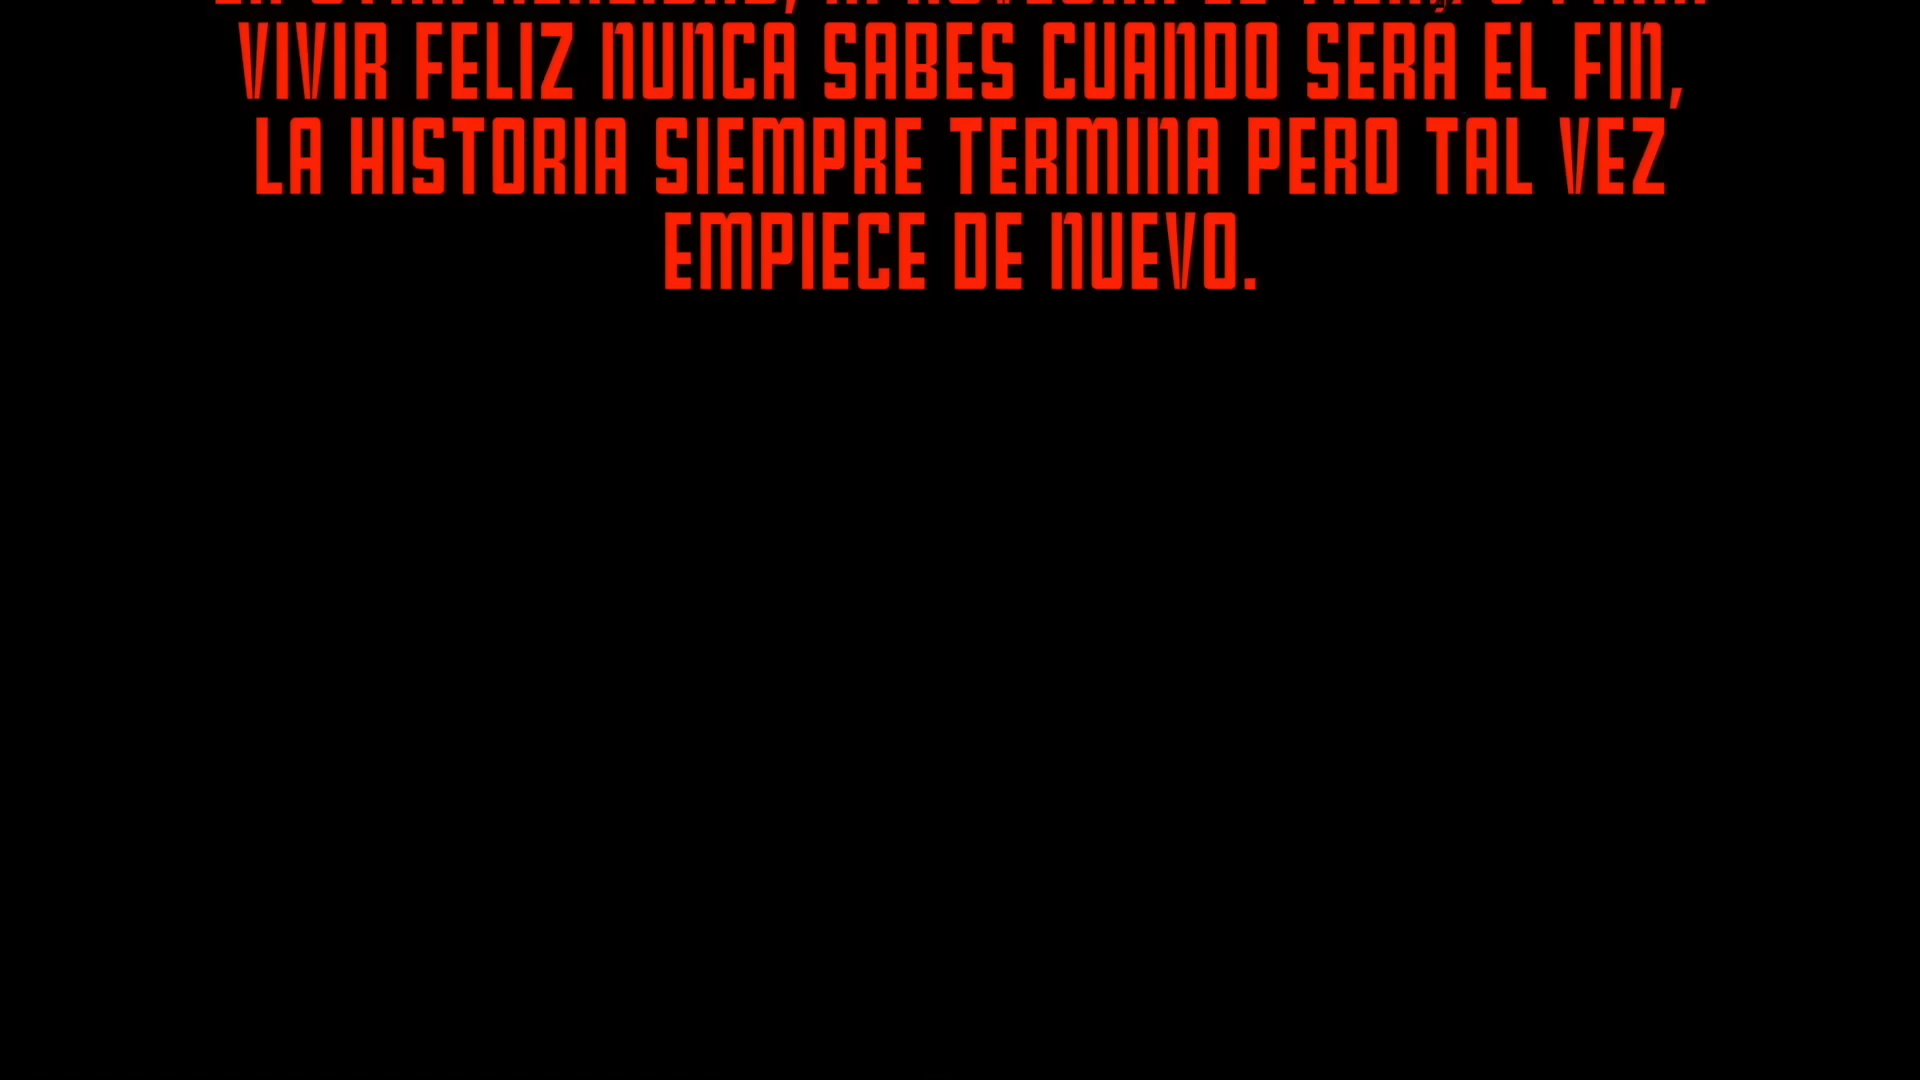 VIVIR FELIZ NUNCA SABES CUANDO SERÁ EL FIN,
LA HISTORIA SIEMPRE TERMINA PERO TAL VEZ
EMPIECE DE NUEVO.